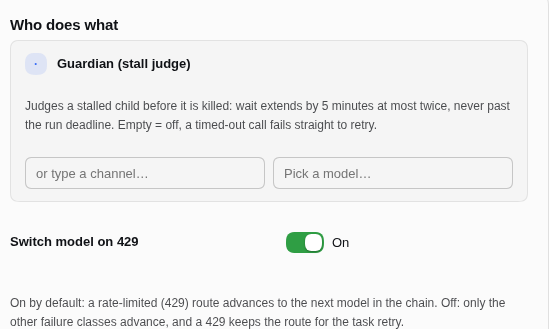 Who does what
Guardian (stall judge)
Judges a stalled child before it is killed: wait extends by 5 minutes at most twice, never past
the run deadline. Empty = off, a timed-out call fails straight to retry.
or type a channel…
Pick a model…
Switch model on 429
On
On by default: a rate-limited (429) route advances to the next model in the chain. Off: only the
other failure classes advance, and a 429 keeps the route for the task retry.